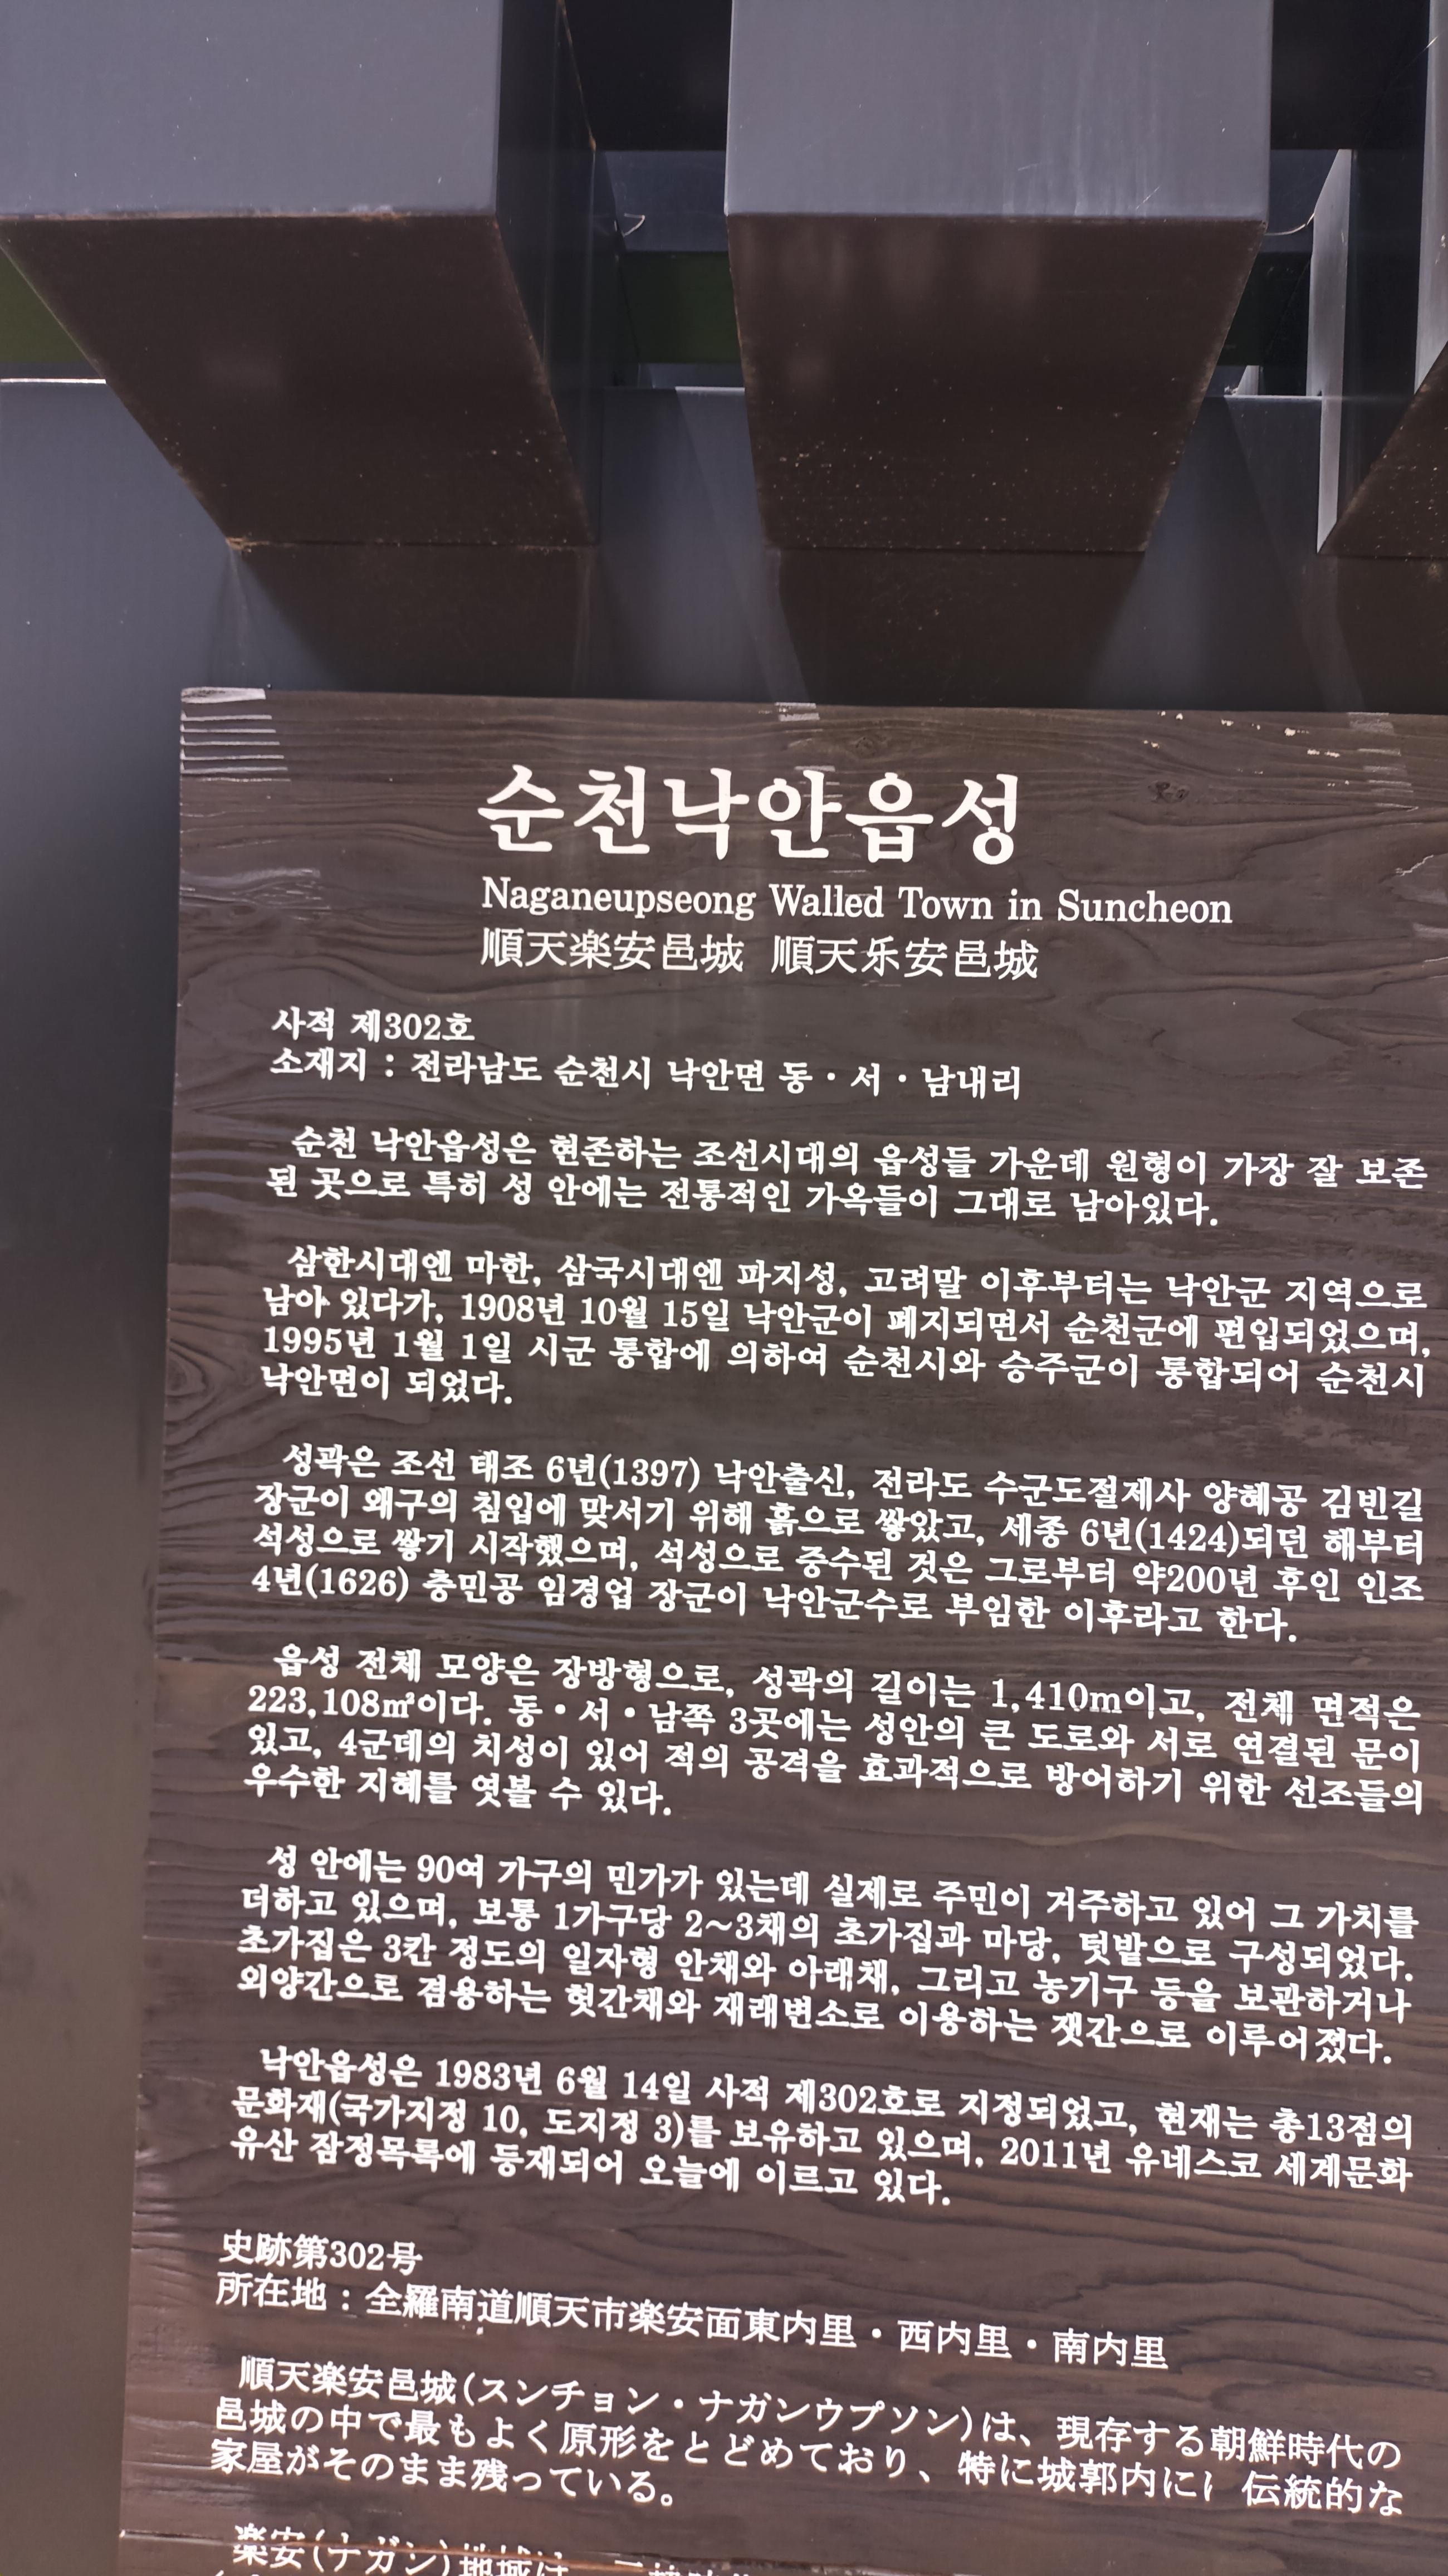 순천낙안읍성
Naganeupseong Walled Town in Suncheon
順天楽安邑城 順天乐安邑城
사적 제302호
소재지 : 전라남도 순천시 낙안면 동·서·남내리
순천 낙안읍성은 현존하는 조선시대의 읍성들 가운데 원형이 가장 잘 보존
된 곳으로 특히 성 안에는 전통적인 가옥들이 그대로 남아있다.
삼한시대엔 마한, 삼국시대엔 파지성, 고려말 이후부터는 낙안군 지역으로
남아 있다가, 1908년 10월 15일 낙안군이 폐지되면서 순천군에 편입되었으며,
1995년 1월 1일 시군 통합에 의하여 순천시와 승주군이 통합되어 순천시
낙안면이 되었다.
성곽은 조선 태조 6년(1397) 낙안출신, 전라도 수군도절제사 양혜공 김빈길
장군이 왜구의 침입에 맞서기 위해 흙으로 쌓았고, 세종 6년(1424)되던 해부터
석성으로 쌓기 시작했으며, 석성으로 중수된 것은 그로부터 약200년 후인 인조
4년(1626) 충민공 임경업 장군이 낙안군수로 부임한 이후라고 한다.
읍성 전체 모양은 장방형으로, 성곽의 길이는 1,410m이고, 전체 면적은
223,108㎡이다. 동·서·남쪽 3곳에는 성안의 큰 도로와 서로 연결된 문이
있고, 4군데의 치성이 있어 적의 공격을 효과적으로 방어하기 위한 선조들의
우수한 지혜를 엿볼 수 있다.
성 안에는 90여 가구의 민가가 있는데 실제로 주민이 거주하고 있어 그 가치를
더하고 있으며, 보통 1가구당 2~3채의 초가집과 마당, 텃밭으로 구성되었다.
초가집은 3칸 정도의 일자형 안채와 아래채, 그리고 농기구 등을 보관하거나
외양간으로 겸용하는 헛간채와 재래변소로 이용하는 잿간으로 이루어졌다.
낙안읍성은 1983년 6월 14일 사적 제302호로 지정되었고, 현재는 총13점의
문화재(국가지정 10, 도지정 3)를 보유하고 있으며, 2011년 유네스코 세계문화
유산 잠정목록에 등재되어 오늘에 이르고 있다.
史跡第302号
所在地 : 全羅南道順天市楽安面東内里・西内里・南内里
順天楽安邑城(スンチョン・ナガンウプソン)は、現存する朝鮮時代の
邑城の中で最もよく原形をとどめており、特に城郭内に 伝統的な
家屋がそのまま残っている。
楽安(ナガン)地域は、